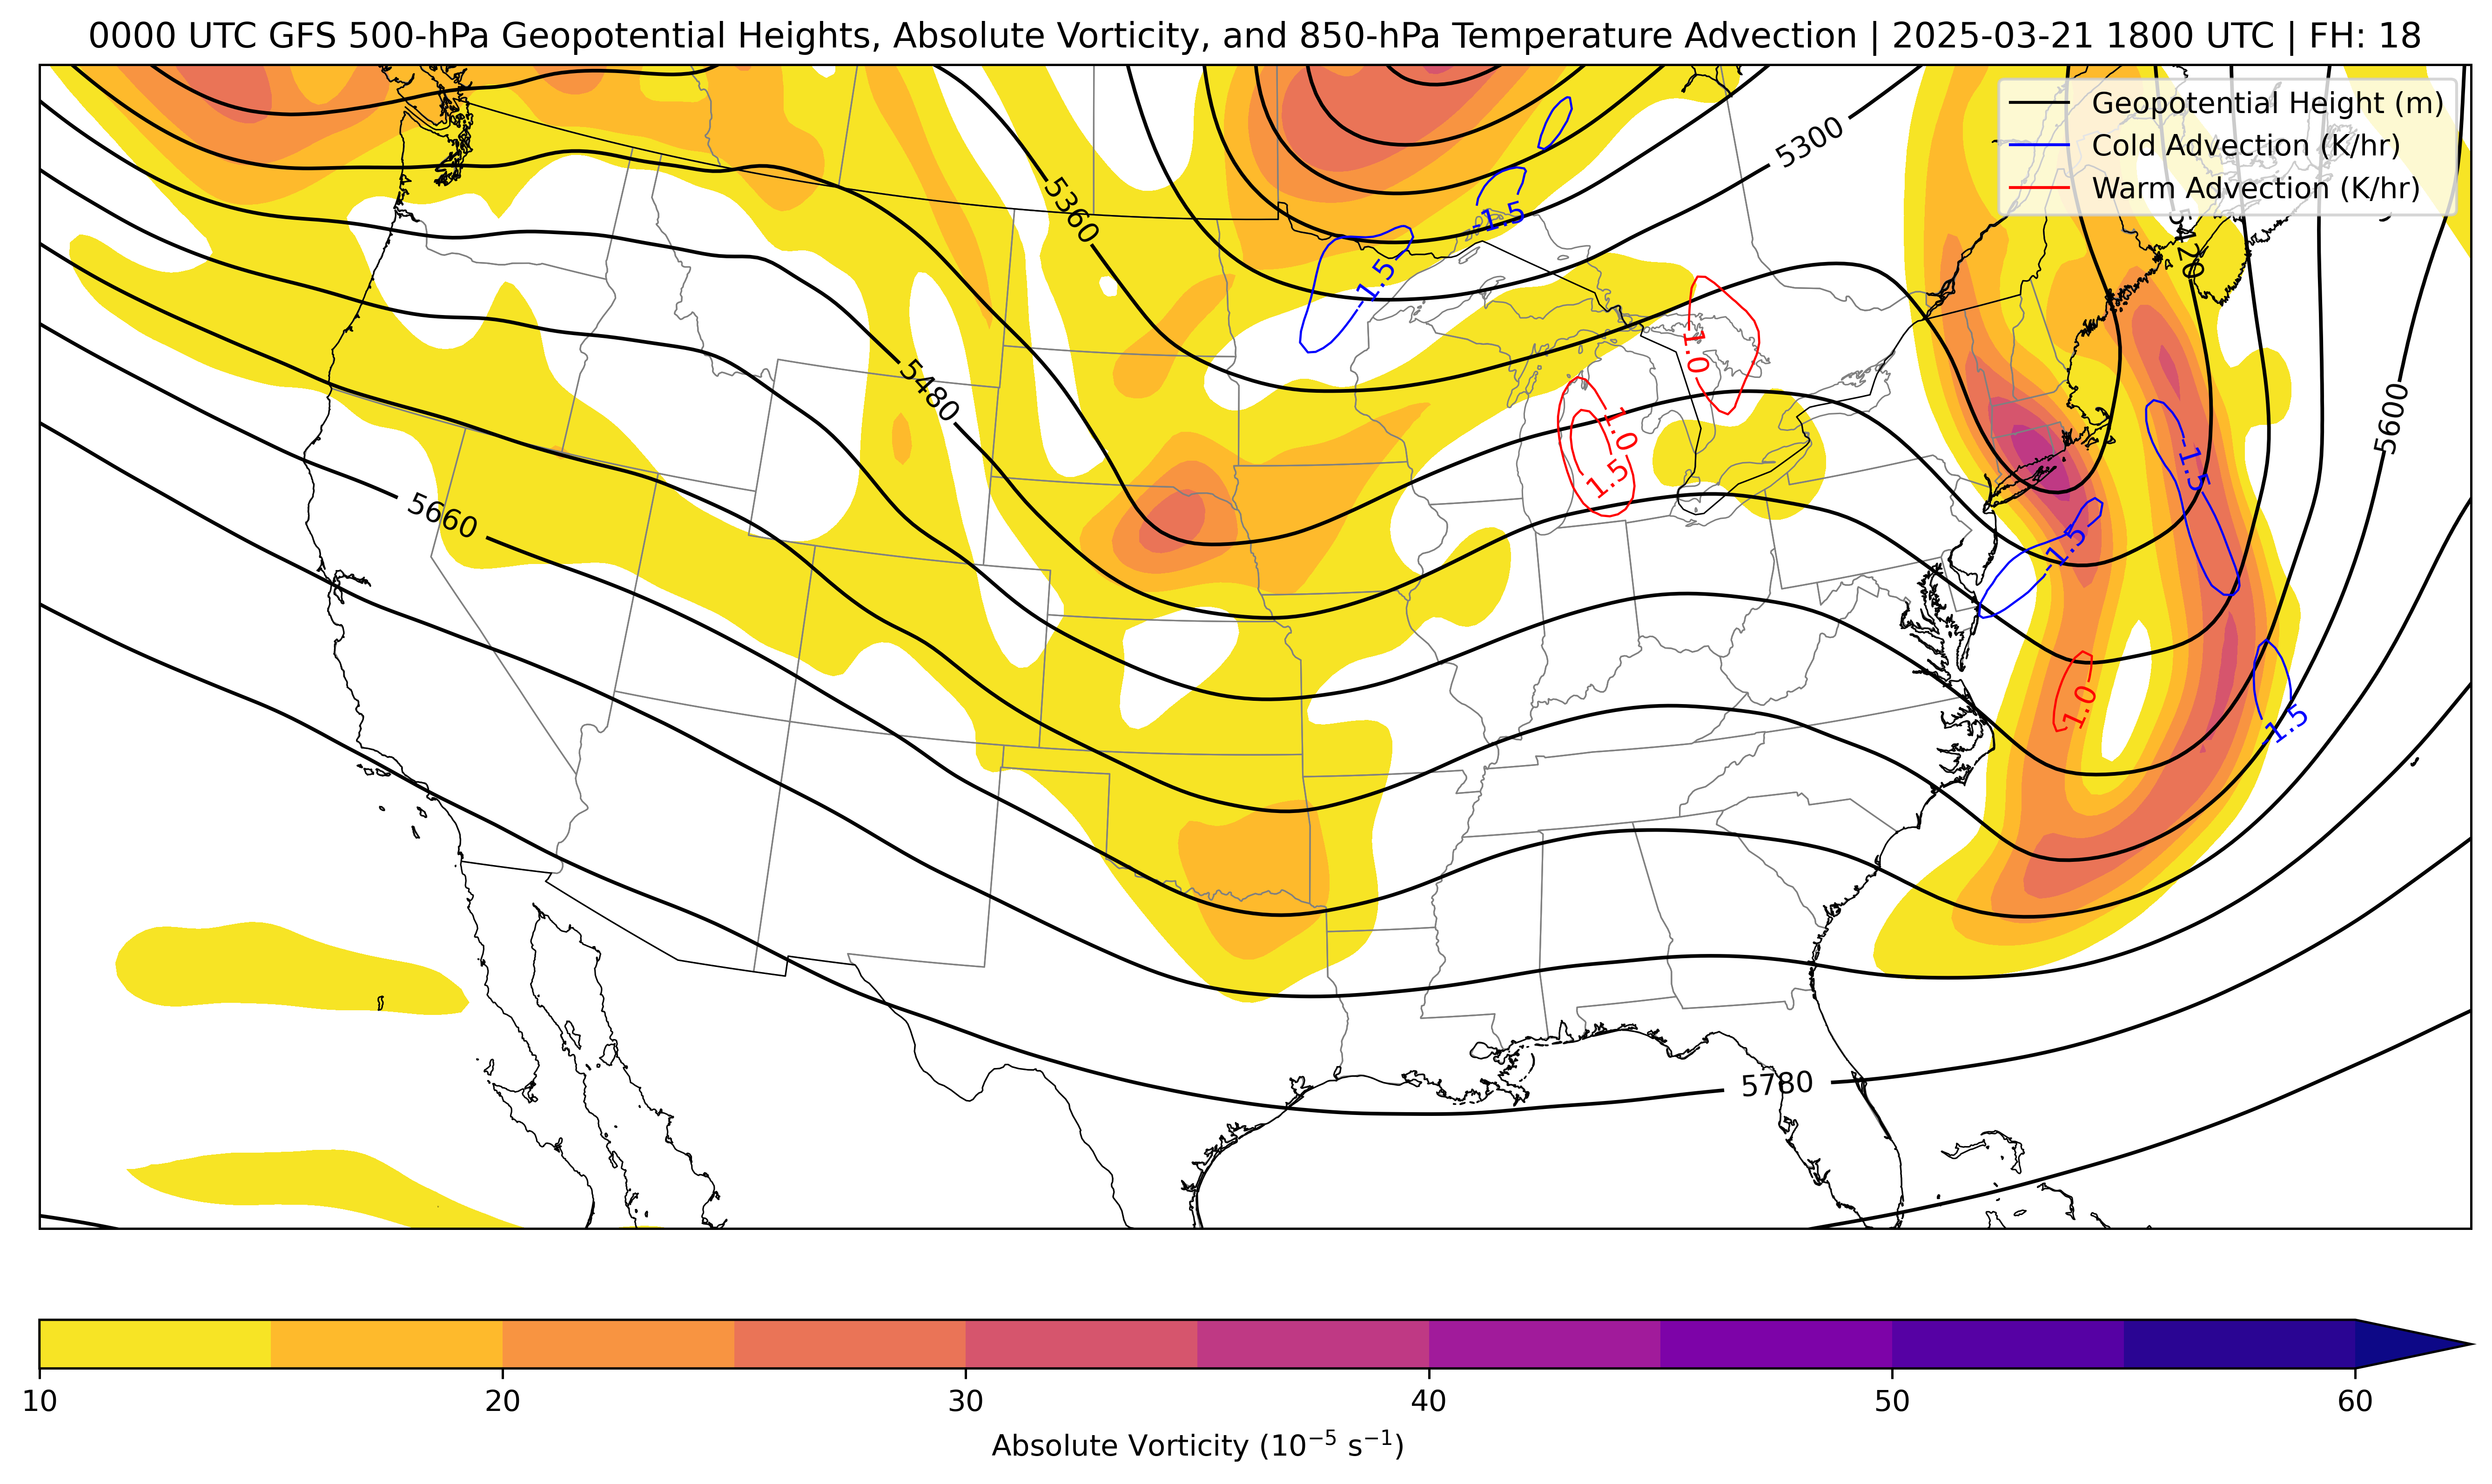 0000 UTC GFS 500-hPa Geopotential Heights, Absolute Vorticity, and 850-hPa Temperature Advection | 2025-03-21 1800 UTC | FH: 18
Geopotential Height (m)
Cold Advection (K/hr)
Warm Advection (K/hr)
5300
5360
-1.5
-1.5
5420
1.0
5480
5600
1.0
1.5
-1.5
5660
-1.5
1.0
1.5
5780
10 20 30 40 50 60
Absolute Vorticity (10⁻⁵ s⁻¹)